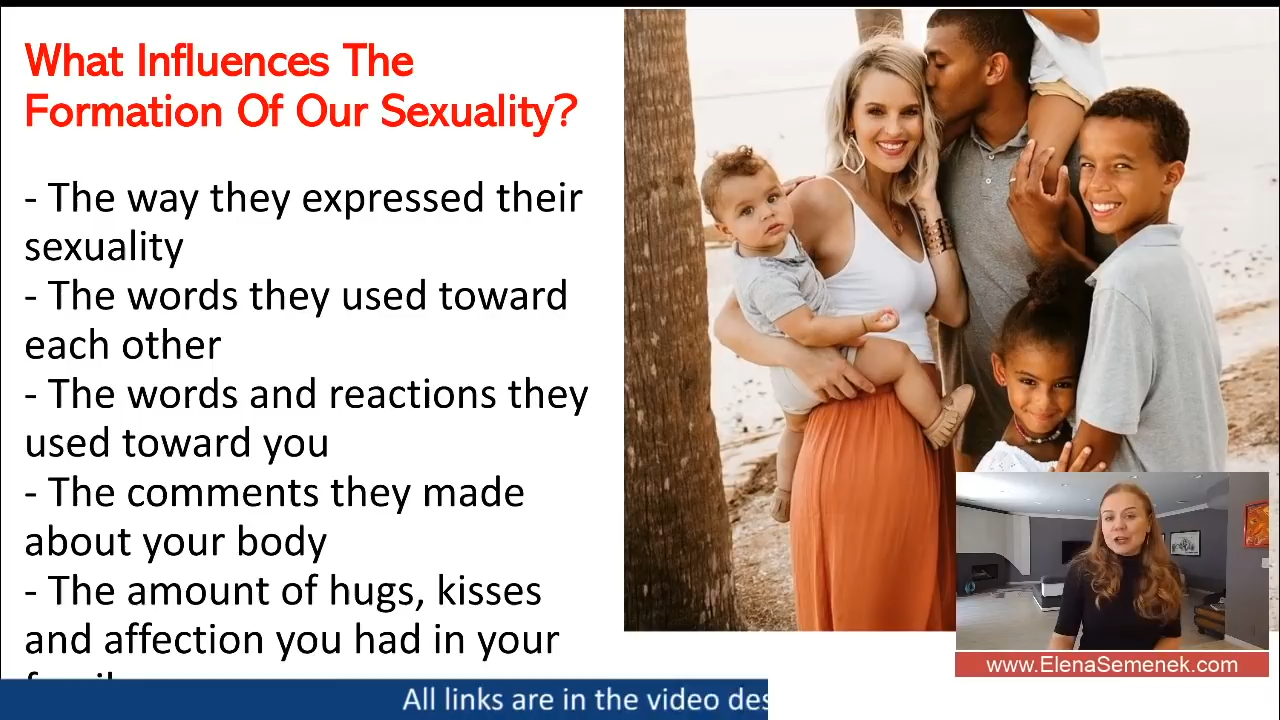 What Influences The
Formation Of Our Sexuality?
- The way they expressed their
sexuality
- The words they used toward
each other
- The words and reactions they
used toward you
- The comments they made
about your body
- The amount of hugs, kisses
and affection you had in your
www.ElenaSemenek.com
All links are in the video des